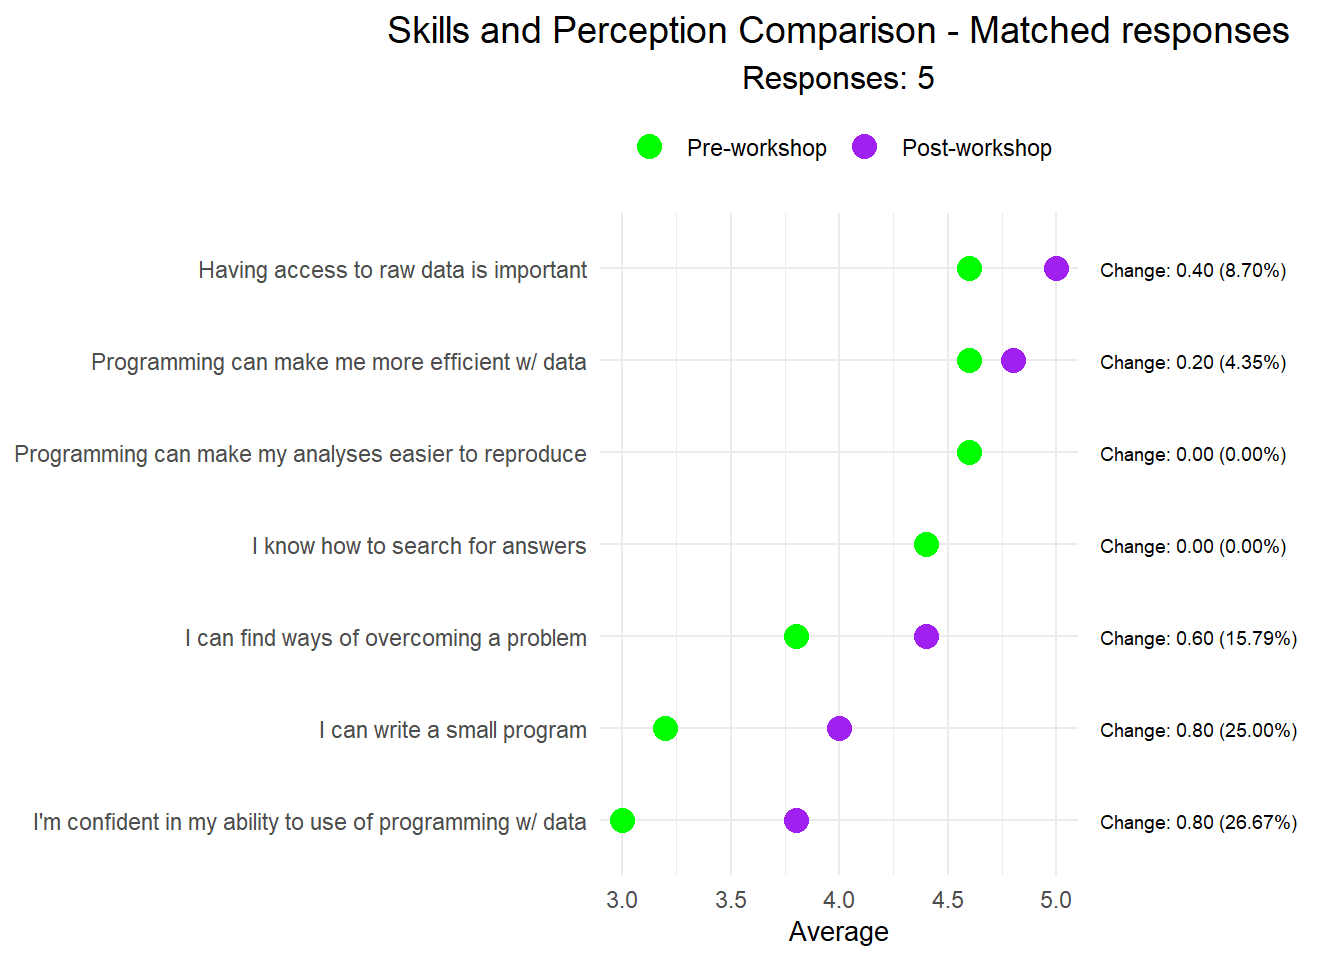 Skills and Perception Comparison - Matched responses
Responses: 5
Pre-workshop Post-workshop
Having access to raw data is important Change: 0.40 (8.70%)
Programming can make me more efficient w/ data Change: 0.20 (4.35%)
Programming can make my analyses easier to reproduce Change: 0.00 (0.00%)
I know how to search for answers Change: 0.00 (0.00%)
I can find ways of overcoming a problem Change: 0.60 (15.79%)
I can write a small program Change: 0.80 (25.00%)
I'm confident in my ability to use of programming w/ data Change: 0.80 (26.67%)
3.0 3.5 4.0 4.5 5.0
Average